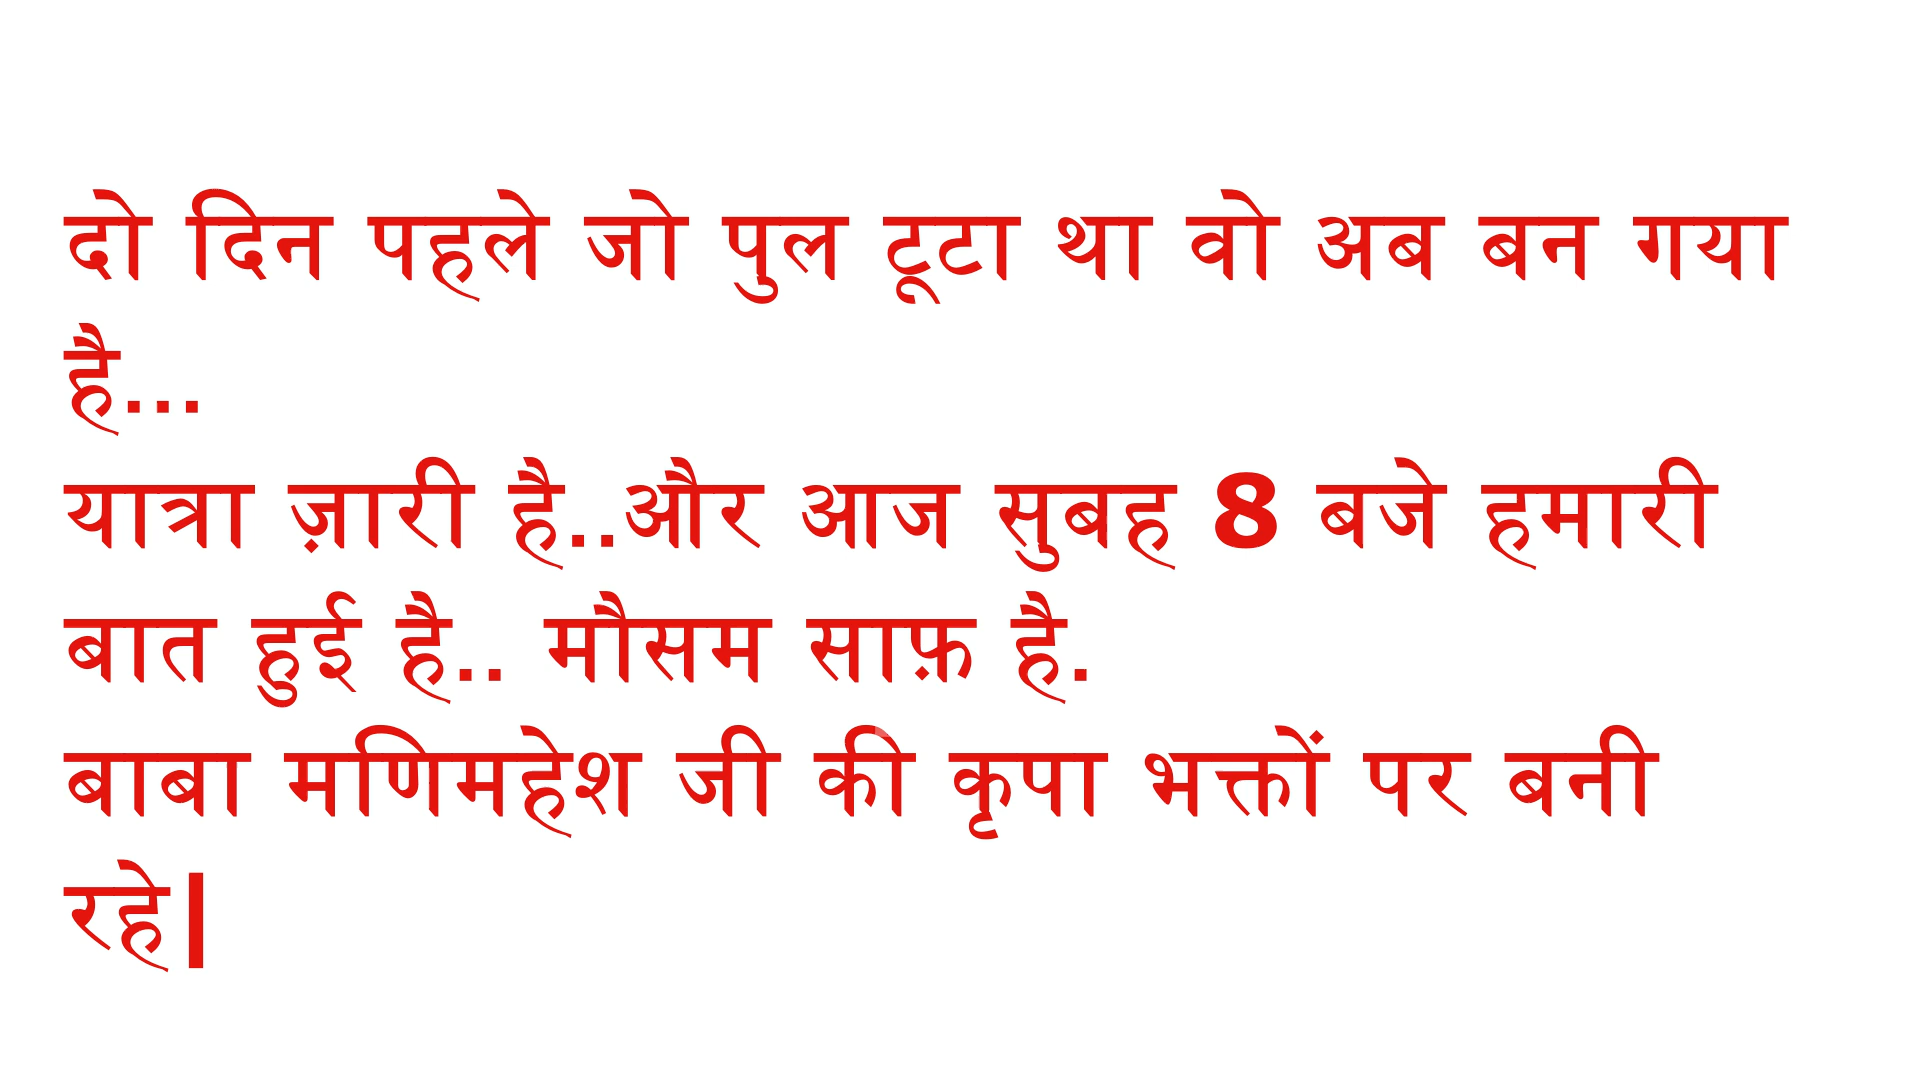 दो दिन पहले जो पुल टूटा था वो अब बन गया
है...
यात्रा ज़ारी है..और आज सुबह 8 बजे हमारी
बात हुई है.. मौसम साफ़ है.
बाबा मणिमहेश जी की कृपा भक्तों पर बनी
रहे|